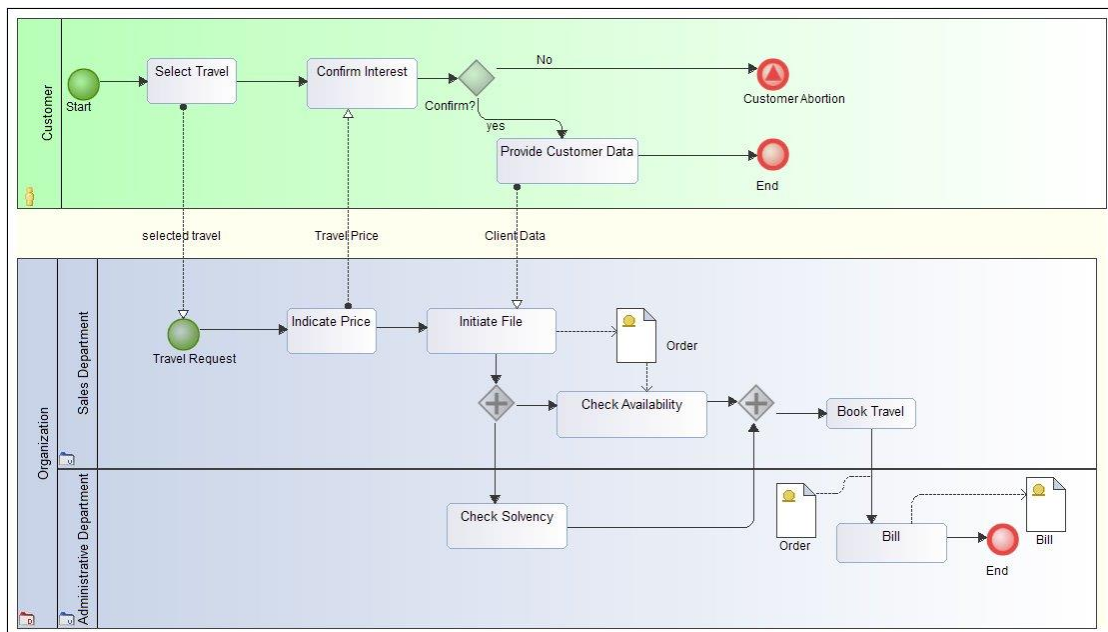 Customer
Start
Select Travel
Confirm Interest
Confirm?
No
Customer Abortion
yes
Provide Customer Data
End
selected travel
Travel Price
Client Data
Organization
Sales Department
Travel Request
Indicate Price
Initiate File
Order
Check Availability
Book Travel
Administrative Department
Check Solvency
Order
Bill
Bill
End